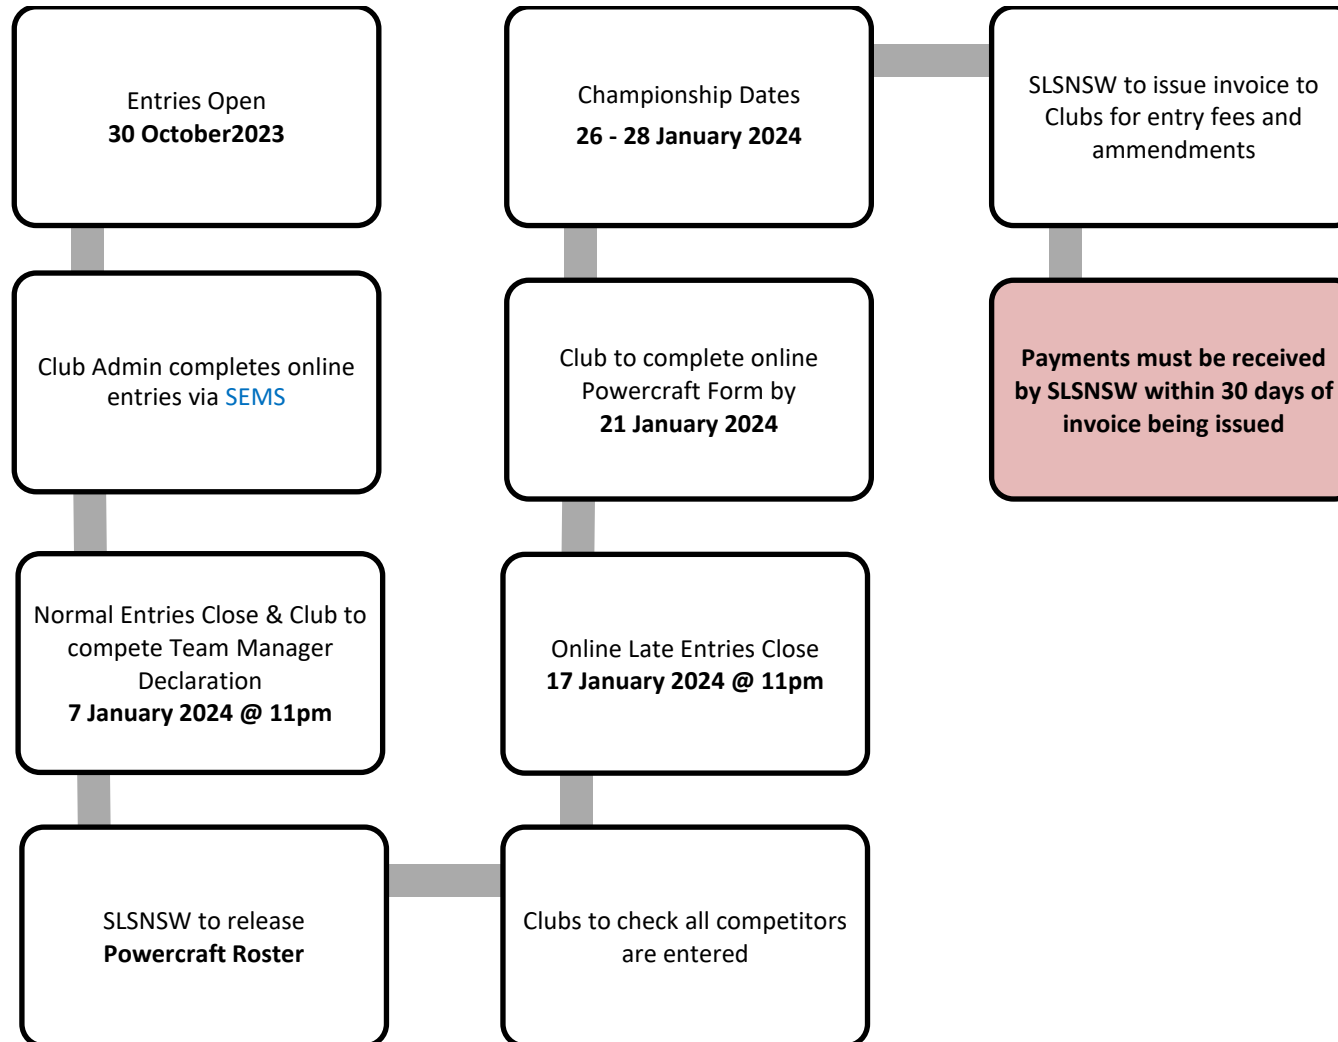 Entries Open
30 October2023
Club Admin completes online
entries via SEMS
Normal Entries Close & Club to
compete Team Manager
Declaration
7 January 2024 @ 11pm
SLSNSW to release
Powercraft Roster
Clubs to check all competitors
are entered
Online Late Entries Close
17 January 2024 @ 11pm
Club to complete online
Powercraft Form by
21 January 2024
Championship Dates
26 - 28 January 2024
SLSNSW to issue invoice to
Clubs for entry fees and
ammendments
Payments must be received
by SLSNSW within 30 days of
invoice being issued